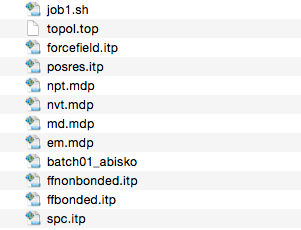 job1.sh
topol.top
forcefield.itp
posres.itp
npt.mdp
nvt.mdp
md.mdp
em.mdp
batch01_abisko
ffnonbonded.itp
ffbonded.itp
spc.itp